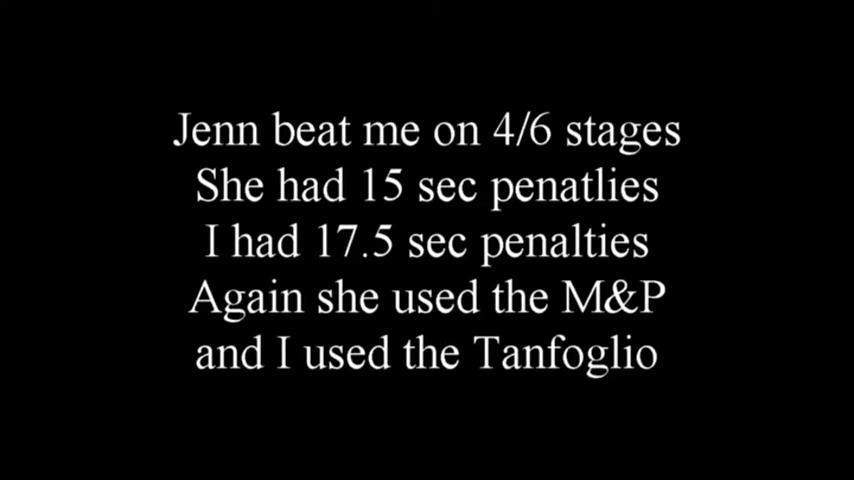 Jenn beat me on 4/6 stages
She had 15 sec penatlies
I had 17.5 sec penalties
Again she used the M&P
and I used the Tanfoglio